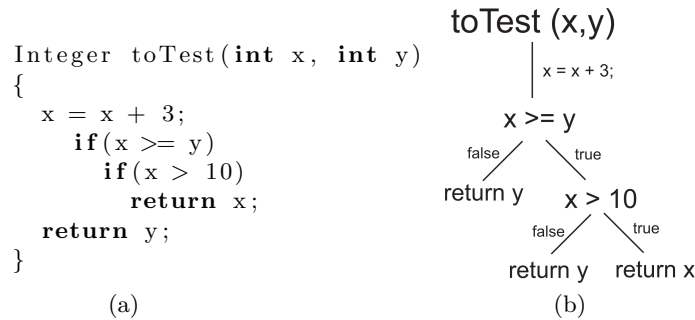 Integer toTest(int x, int y)
{
x = x + 3;
if(x >= y)
if(x > 10)
return x;
return y;
}
(a)
toTest (x,y)
x = x + 3;
x >= y
false
true
return y
x > 10
false
true
return y
return x
(b)